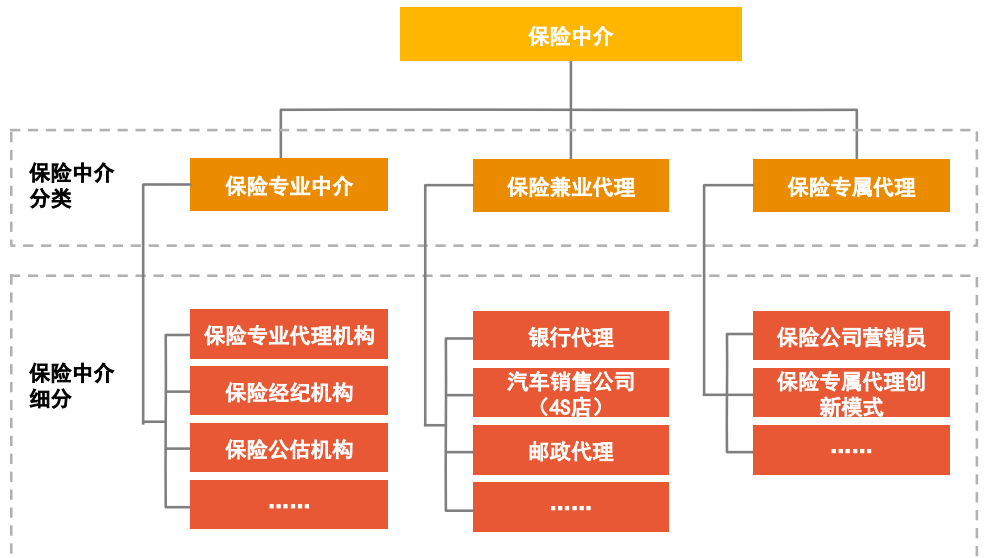 保险中介
保险中介
分类
保险专业中介
保险兼业代理
保险专属代理
保险中介
细分
保险专业代理机构
保险经纪机构
保险公估机构
……
银行代理
汽车销售公司
（4S店）
邮政代理
……
保险公司营销员
保险专属代理创
新模式
……